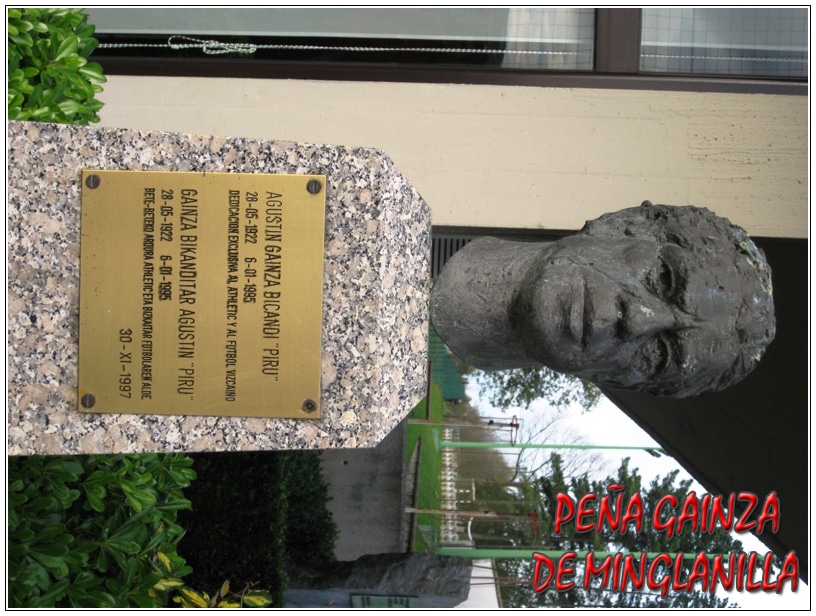 AGUSTIN GAINZA BICANDI "PIRU"
28-05-1922 6-01-1995
DEDICACION EXCLUSIVA AL ATHLETIC Y AL FUTBOL VIZCAINO
GAINZA BIKANDITAR AGUSTIN "PIRU"
28-05-1922 6-01-1995
BETE-BETEKO ARDURA ATHLETIC-ETA BIZKAITAR FUTBOLAREN ALDE.
30-XI-1997
PEÑA GAINZA
DE MINGLANILLA